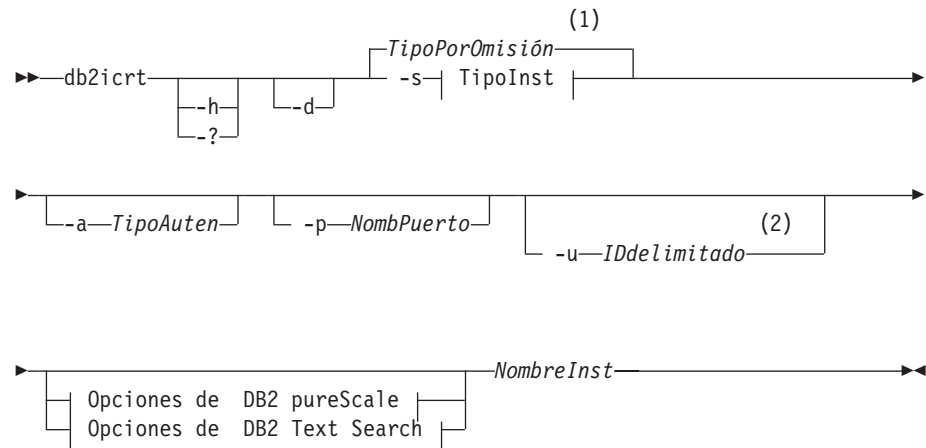 (1)
TipoPorOmisión
db2icrt -s TipoInst
-h -d
-?
-a TipoAuten -p NombPuerto
(2)
-u IDdelimitado
NombreInst
Opciones de DB2 pureScale
Opciones de DB2 Text Search